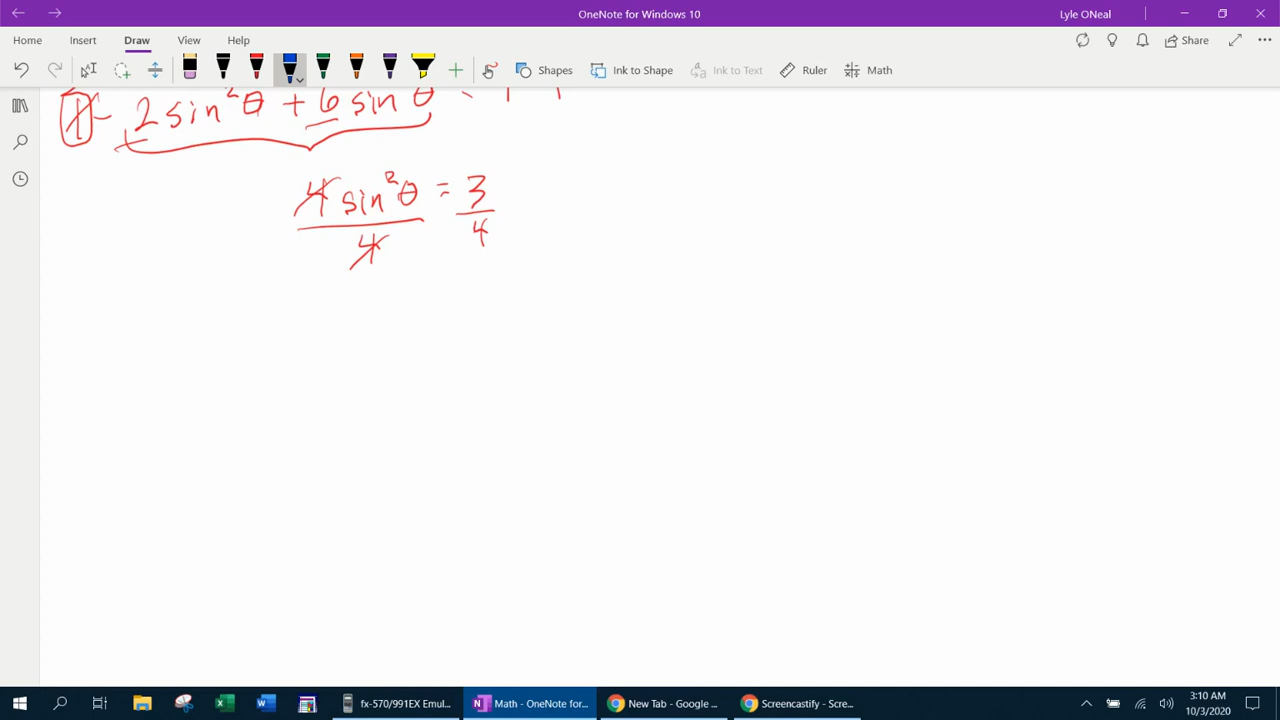 OneNote for Windows 10
Lyle ONeal
Home Insert Draw View Help
Share
Shapes Ink to Shape Ink to Text Ruler Math
1 - 2 sin²θ + 6 sin θ
4 sin²θ = 3
4 4
fx-570/991EX Emul... Math - OneNote for... New Tab - Google ... Screencastify - Scre...
3:10 AM
10/3/2020